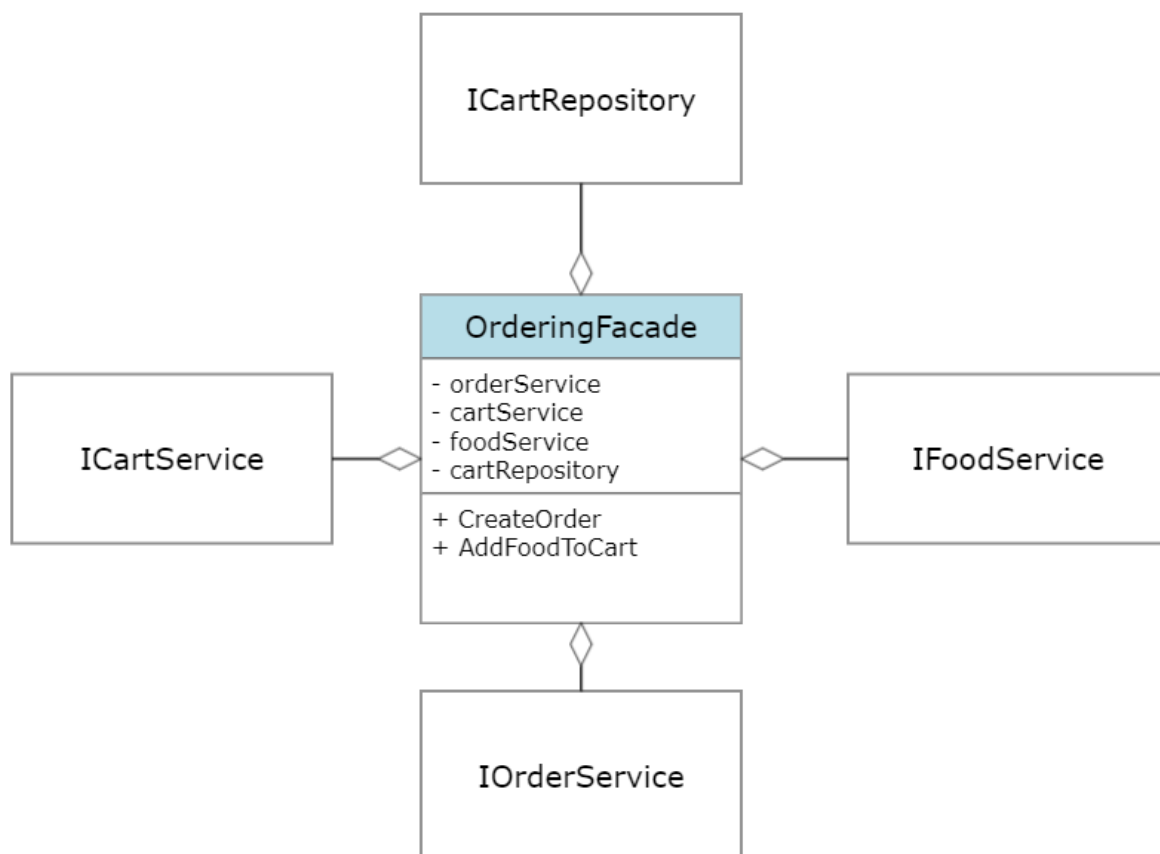 ICartRepository
OrderingFacade
- orderService
- cartService
- foodService
- cartRepository
+ CreateOrder
+ AddFoodToCart
ICartService
IFoodService
IOrderService